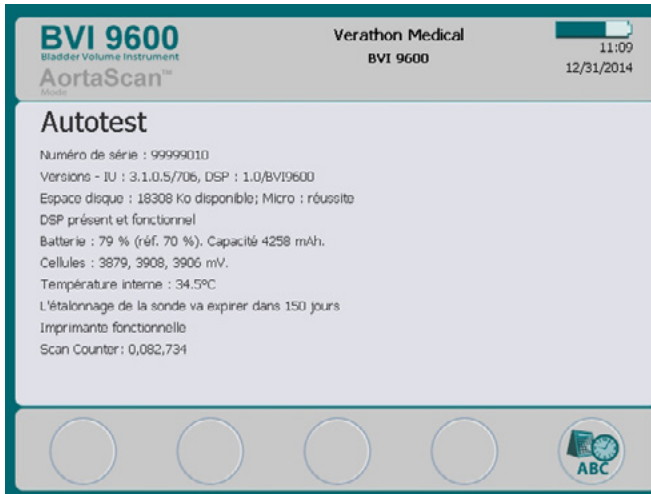 BVI 9600
Bladder Volume Instrument
AortaScan™
Mode
Verathon Medical
BVI 9600
11:09
12/31/2014
Autotest
Numéro de série : 99999010
Versions - IU : 3.1.0.5/706, DSP : 1.0/BVI9600
Espace disque : 18308 Ko disponible; Micro : réussite
DSP présent et fonctionnel
Batterie : 79 % (réf. 70 %). Capacité 4258 mAh.
Cellules : 3879, 3908, 3906 mV.
Température interne : 34.5°C
L'étalonnage de la sonde va expirer dans 150 jours
Imprimante fonctionnelle
Scan Counter: 0,082,734
ABC